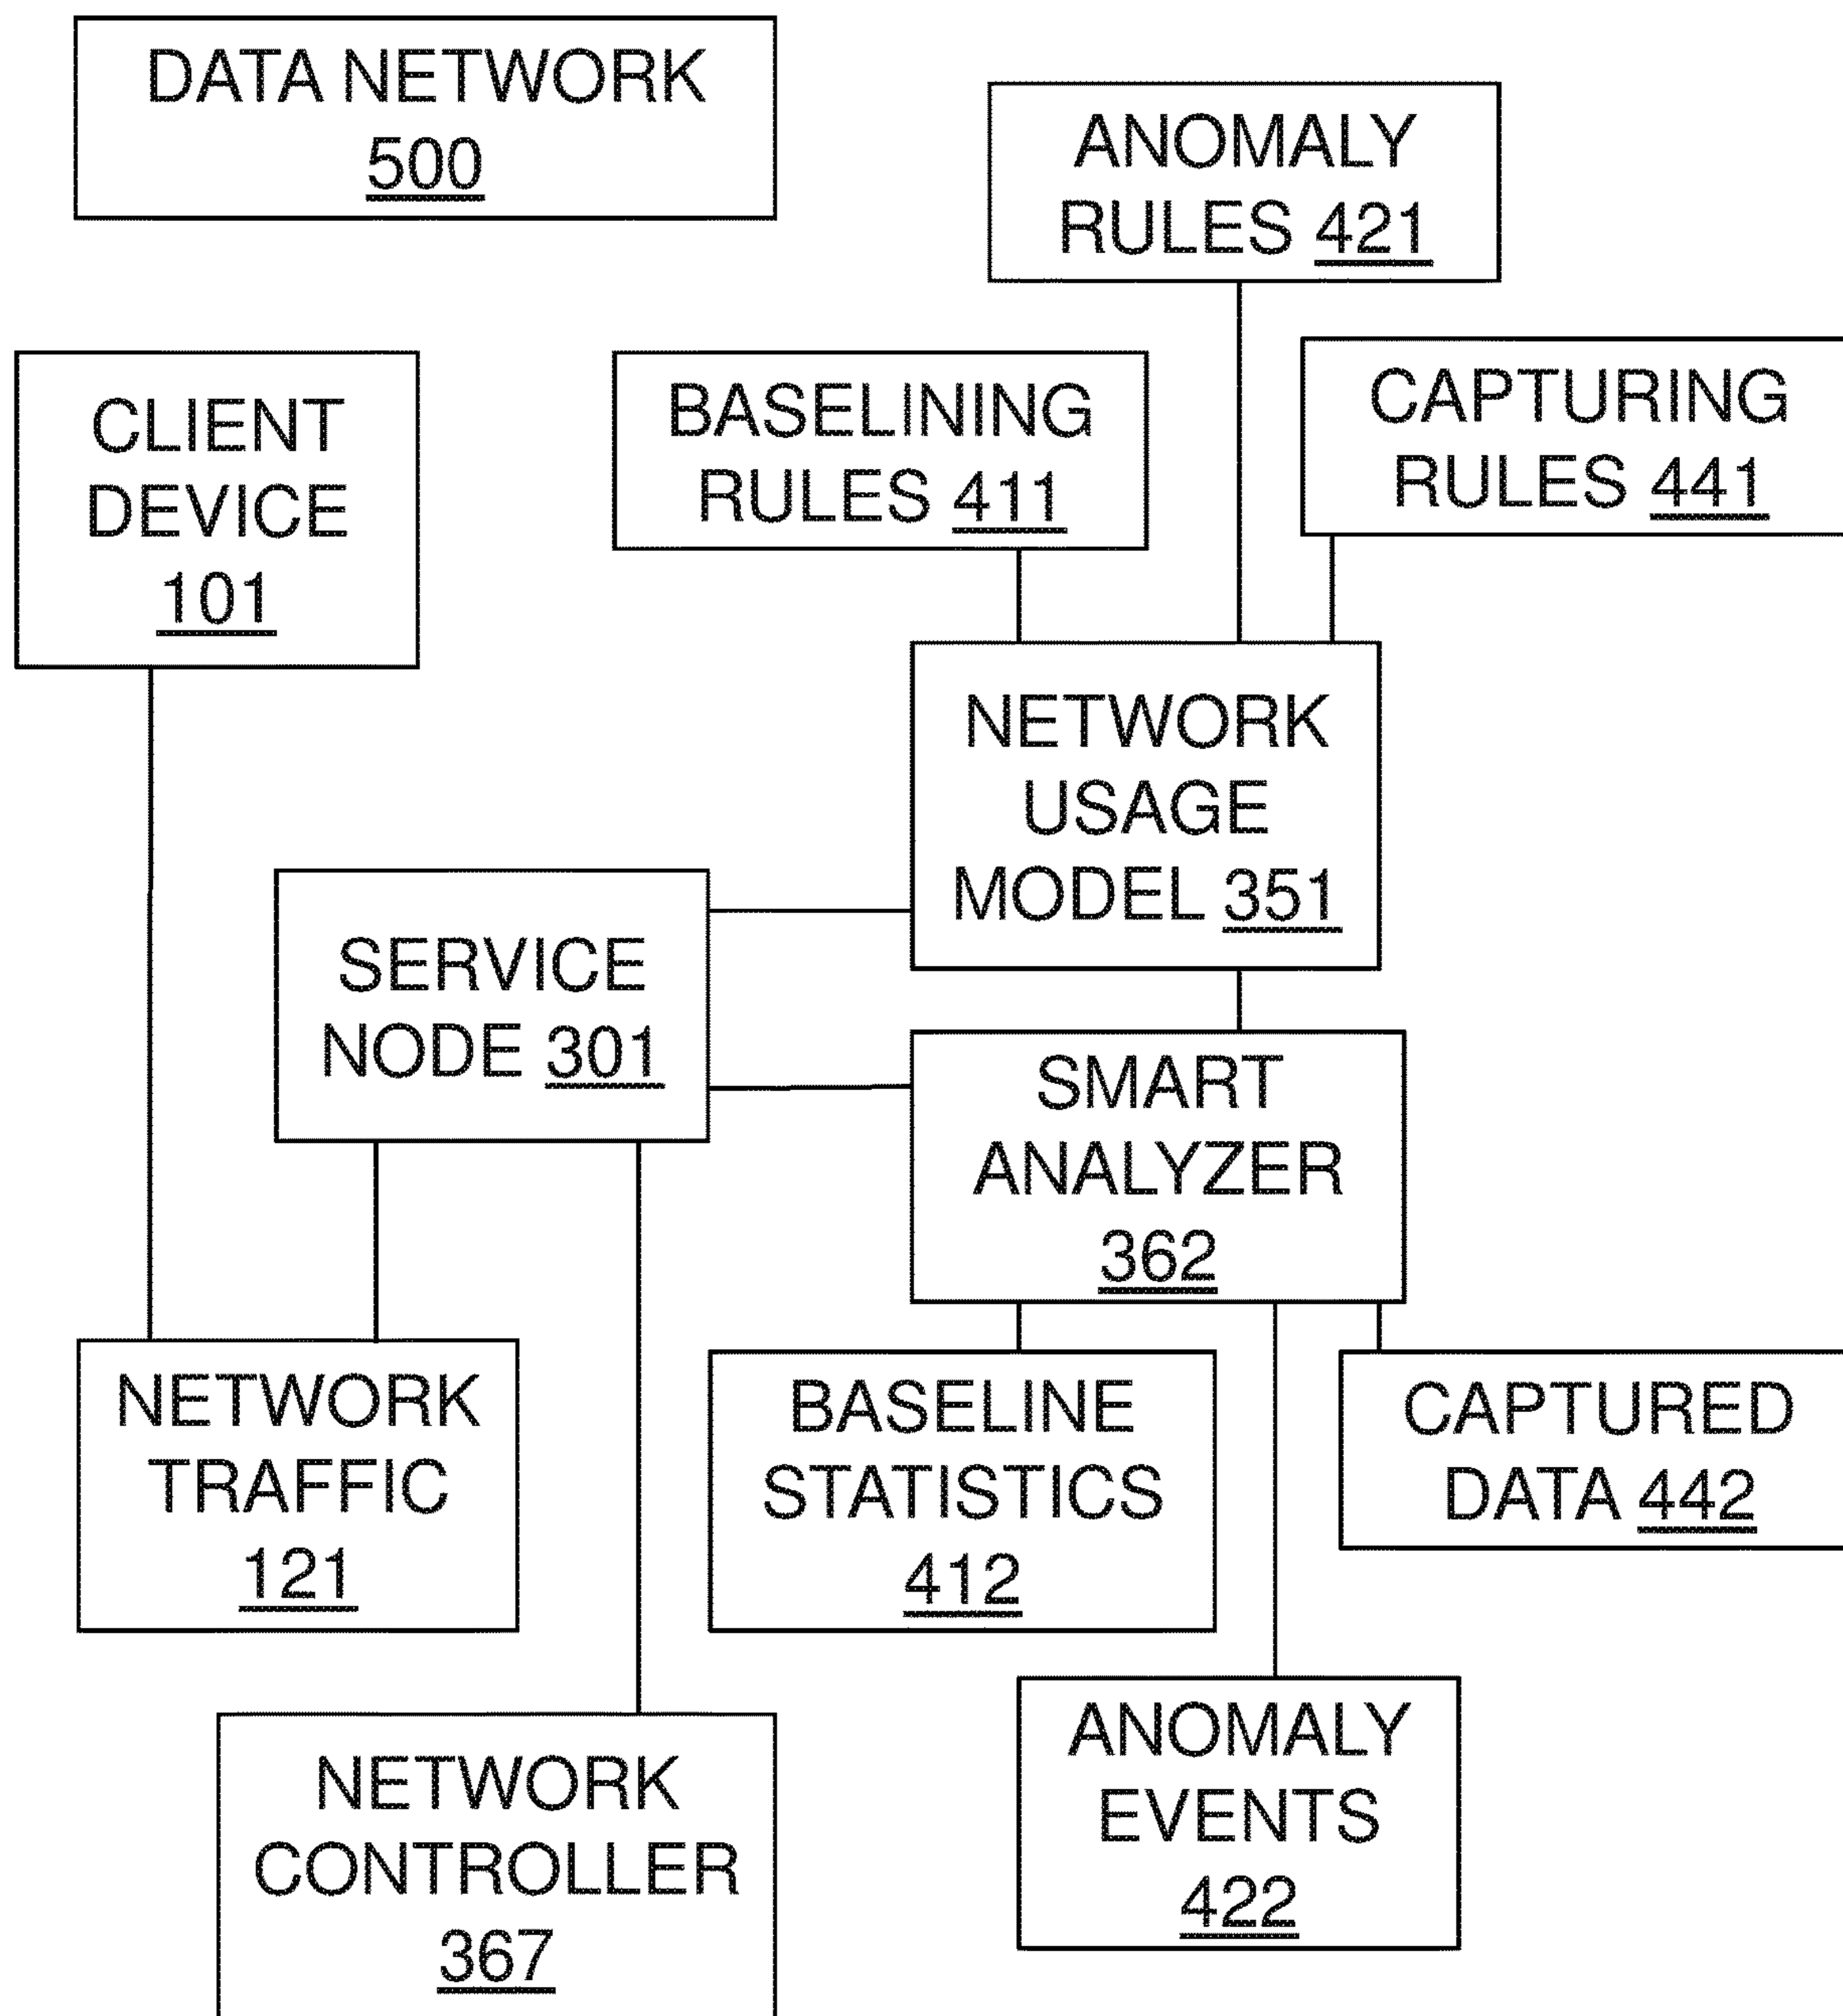 DATA NETWORK
500
ANOMALY
RULES 421
CLIENT
DEVICE
101
BASELINING
RULES 411
CAPTURING
RULES 441
NETWORK
USAGE
MODEL 351
SERVICE
NODE 301
SMART
ANALYZER
362
NETWORK
TRAFFIC
121
BASELINE
STATISTICS
412
CAPTURED
DATA 442
NETWORK
CONTROLLER
367
ANOMALY
EVENTS
422